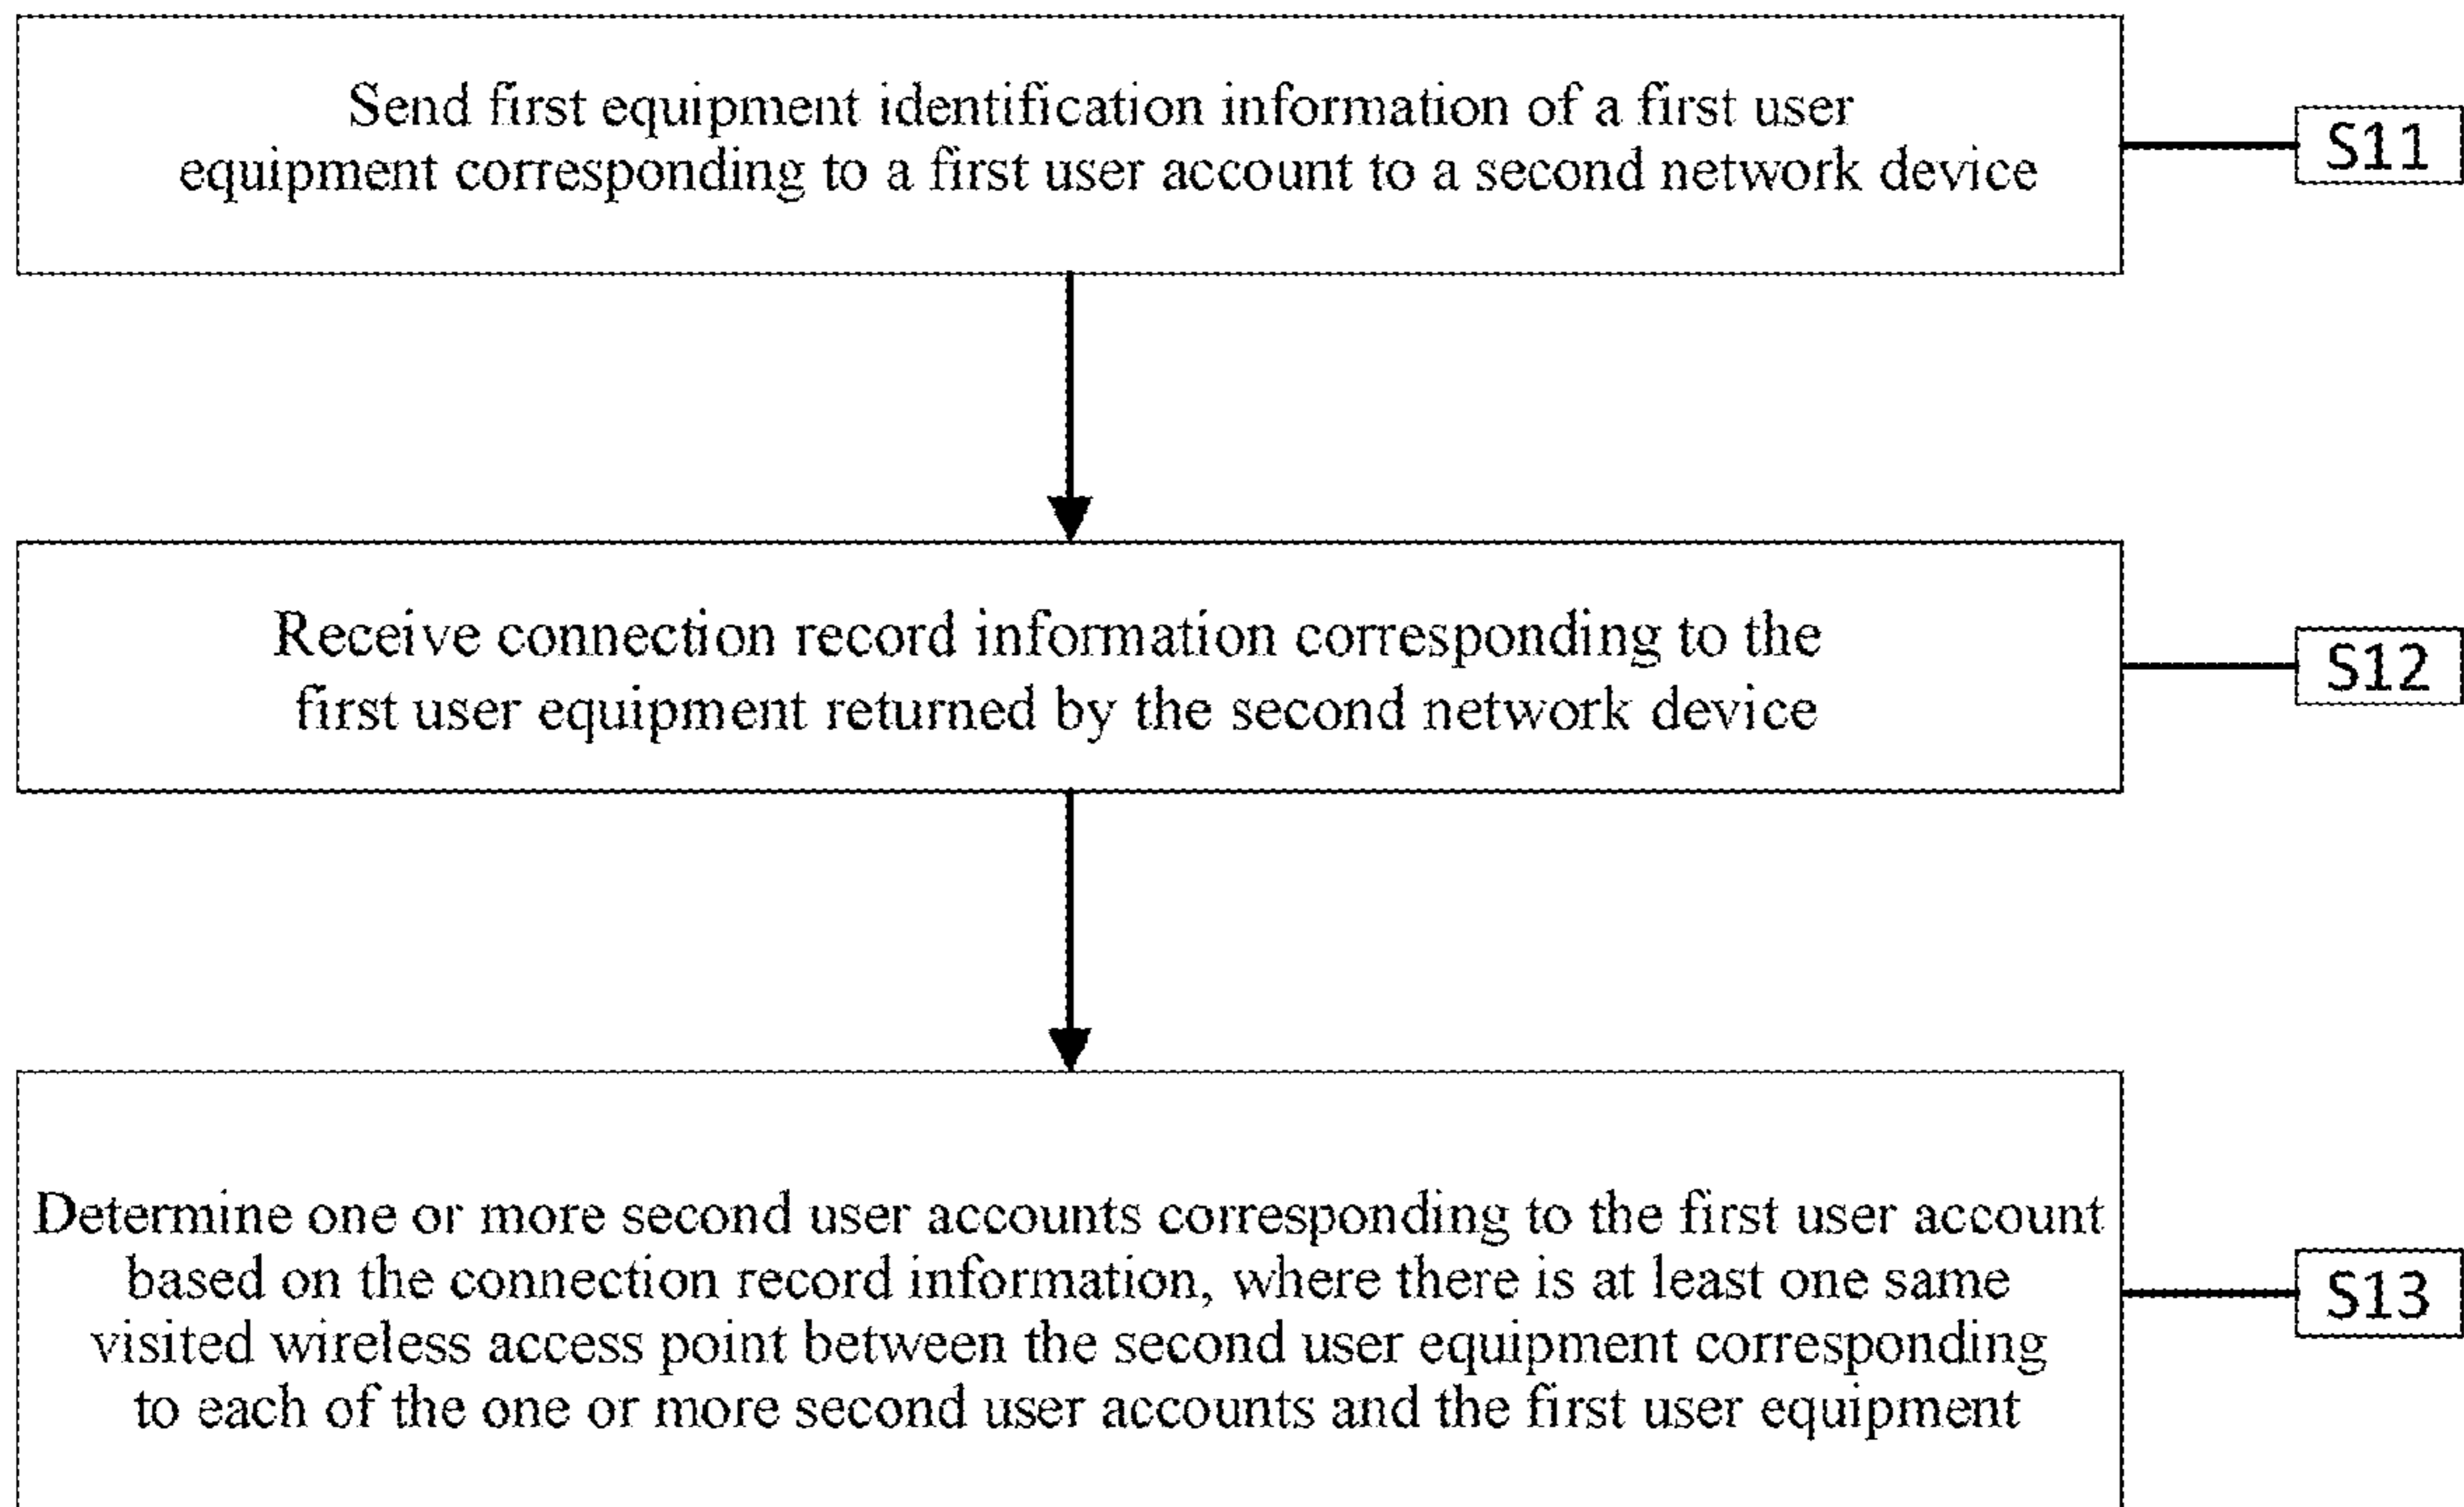 Send first equipment identification information of a first user
equipment corresponding to a first user account to a second network device
S11
Receive connection record information corresponding to the
first user equipment returned by the second network device
S12
Determine one or more second user accounts corresponding to the first user account
based on the connection record information, where there is at least one same
visited wireless access point between the second user equipment corresponding
to each of the one or more second user accounts and the first user equipment
S13